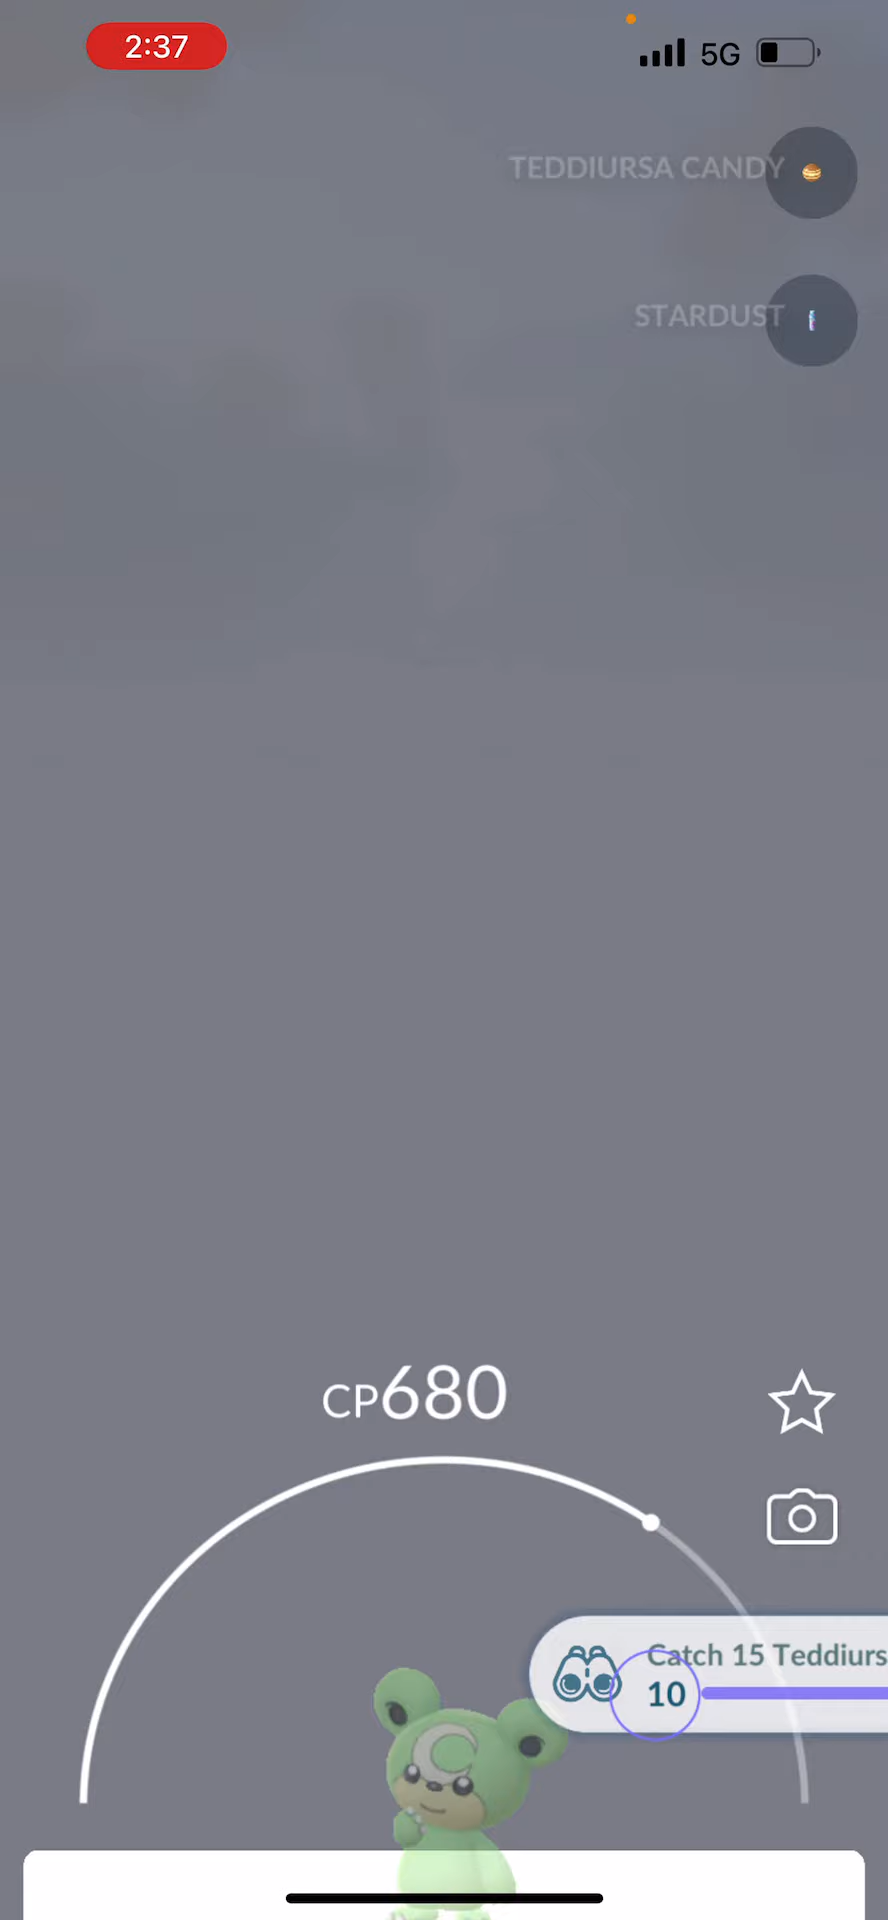 2:37
5G
TEDDIURSA CANDY
STARDUST
CP680
Catch 15 Teddiurs
10